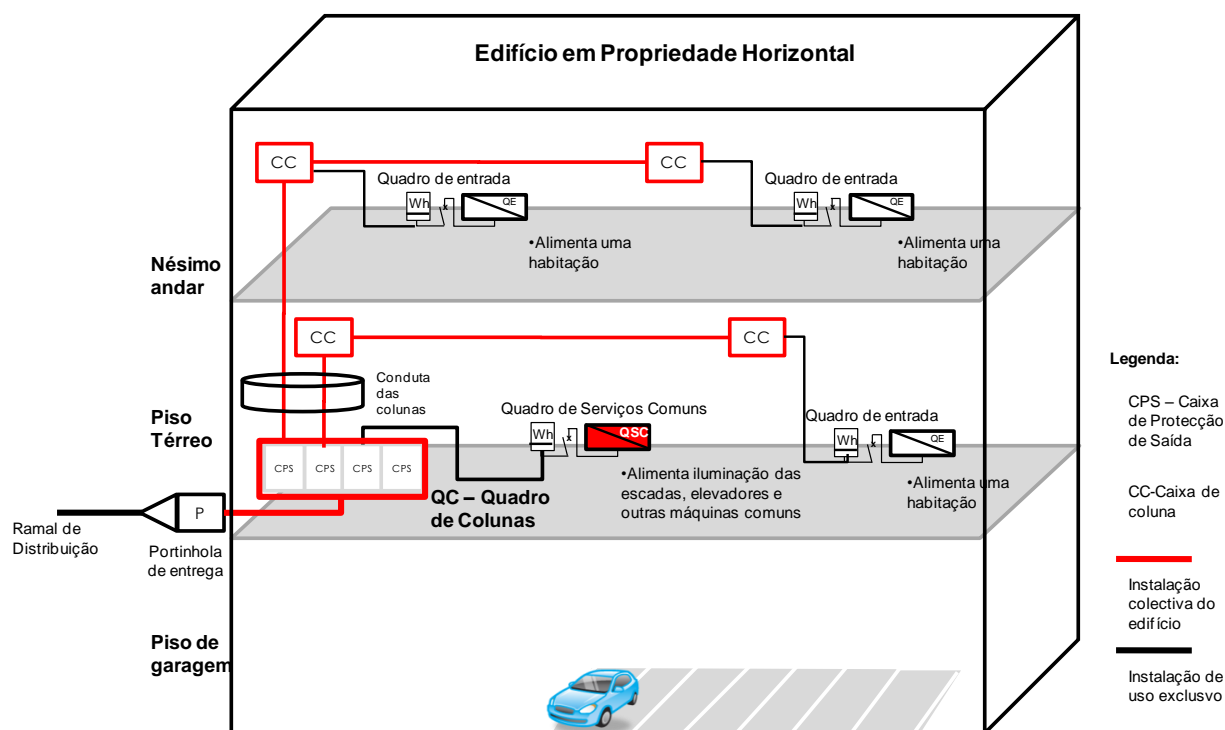 Edifício em Propriedade Horizontal
CC
CC
Quadro de entrada
Quadro de entrada
Wh
QE
Wh
QE
•Alimenta uma
habitação
•Alimenta uma
habitação
Nésimo
andar
CC
CC
Conduta
das
colunas
Piso
Térreo
Quadro de Serviços Comuns
Quadro de entrada
Wh
QSC
Wh
QE
CPS
CPS
CPS
CPS
•Alimenta iluminação das
escadas, elevadores e
outras máquinas comuns
•Alimenta uma
habitação
QC – Quadro
de Colunas
P
Ramal de
Distribuição
Portinhola
de entrega
Piso de
garagem
Legenda:
CPS – Caixa
de Protecção
de Saída
CC-Caixa de
coluna
Instalação
colectiva do
edifício
Instalação de
uso exclusvo